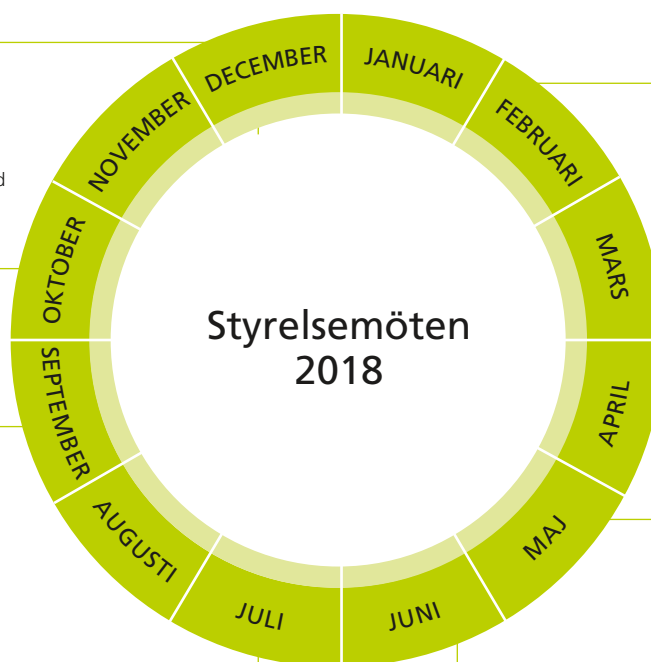 JANUARI
FEBRUARI
MARS
APRIL
MAJ
JUNI
JULI
AUGUSTI
SEPTEMBER
OKTOBER
NOVEMBER
DECEMBER
Styrelsemöten
2018
d